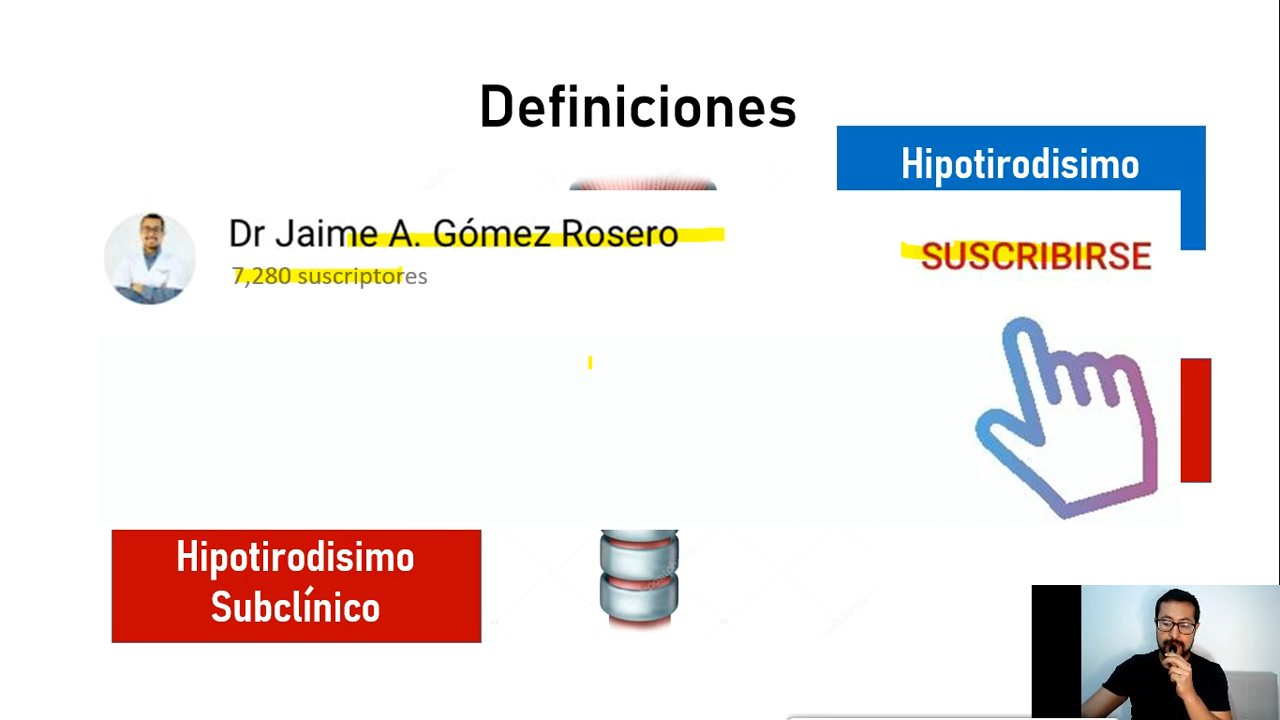 Definiciones
Hipotirodisimo
Dr Jaime A. Gómez Rosero
7,280 suscriptores
SUSCRIBIRSE
Hipotirodisimo
Subclínico